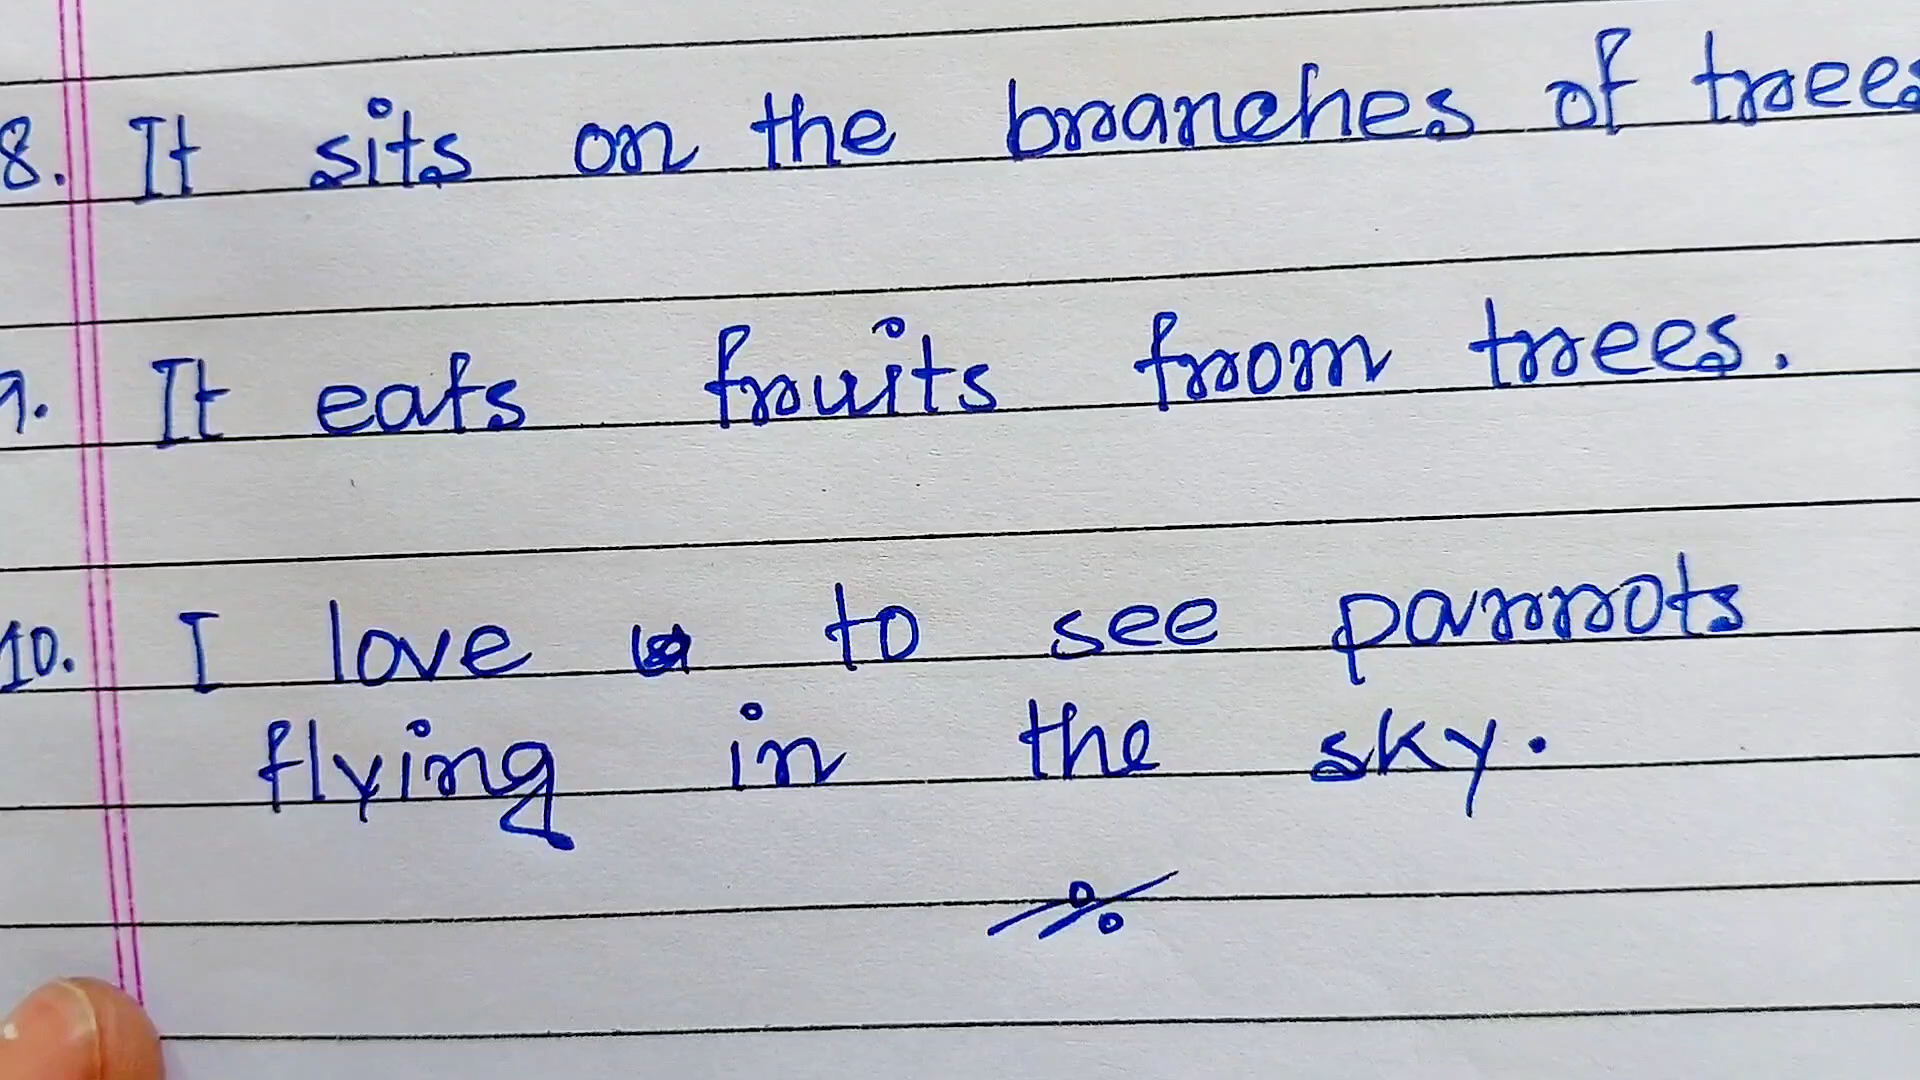 8. It sits on the branches of trees
9. It eats fruits from trees.
10. I love to see parrots
flying in the sky.